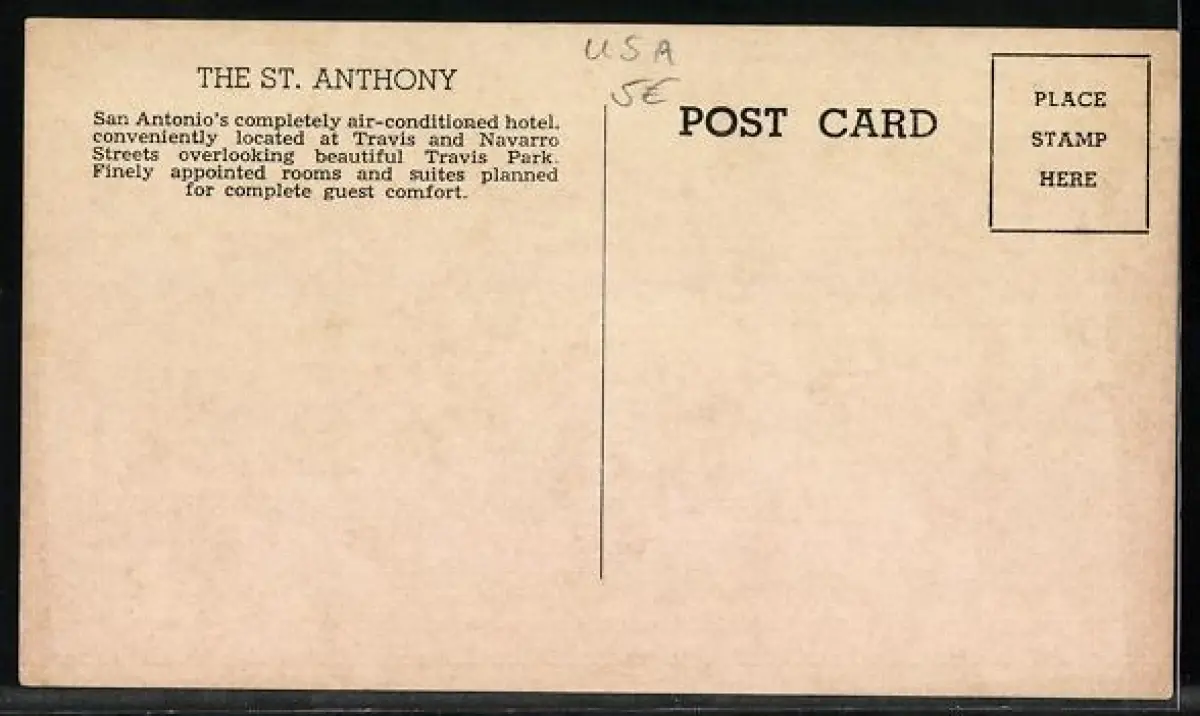 USA
5€
THE ST. ANTHONY
San Antonio's completely air-conditioned hotel,
conveniently located at Travis and Navarro
Streets overlooking beautiful Travis Park.
Finely appointed rooms and suites planned
for complete guest comfort.
POST CARD
PLACE
STAMP
HERE